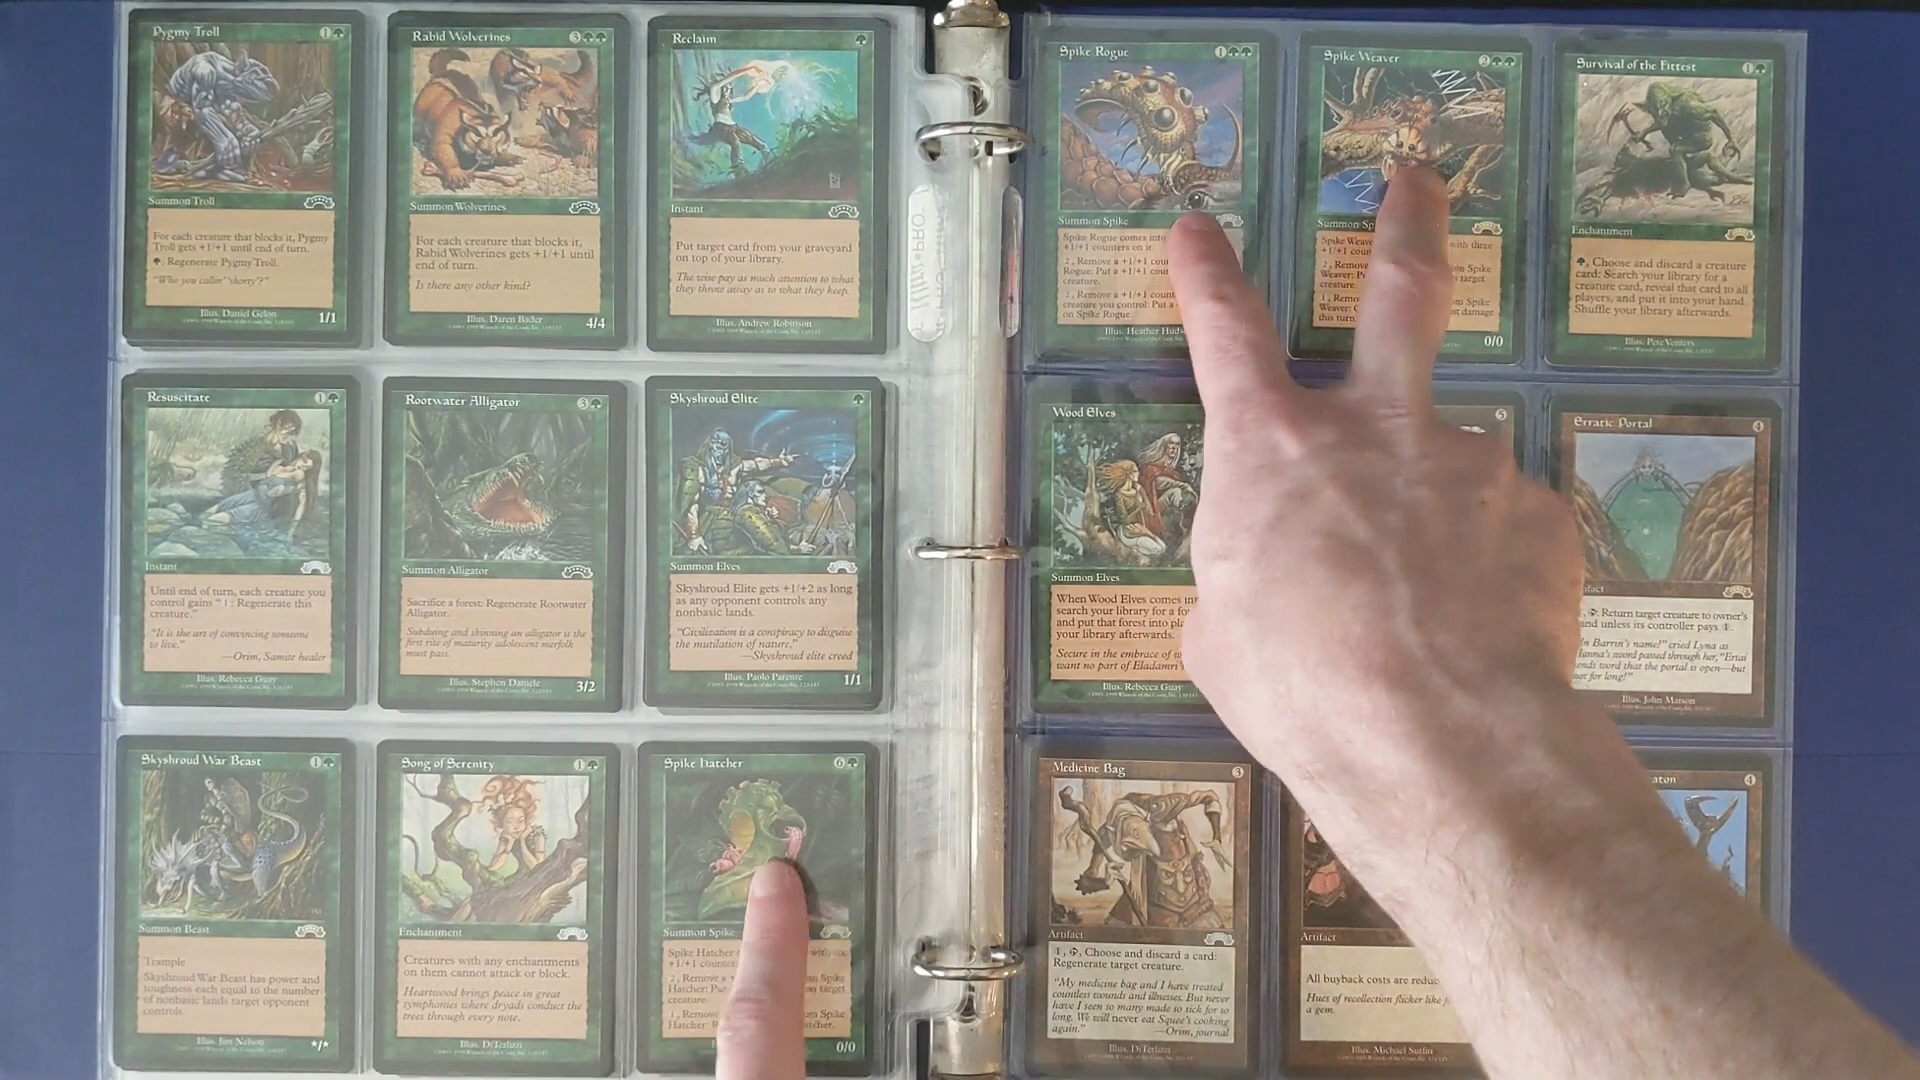 Pygmy Troll 1
Summon Troll
For each creature that blocks it, Pygmy
Troll gets +1/+1 until end of turn.
: Regenerate Pygmy Troll.
"Who you callin' 'shorty'?"
Illus. Daniel Gelon
1/1
Rabid Wolverines 3
Summon Wolverines
For each creature that blocks it,
Rabid Wolverines gets +1/+1 until
end of turn.
Is there any other kind?
Illus. Daren Bader
4/4
Reclaim
Instant
Put target card from your graveyard
on top of your library.
The wise pay as much attention to what
they throw away as to what they keep.
Illus. Andrew Robinson
Resuscitate 1
Instant
Until end of turn, each creature you
control gains "1: Regenerate this
creature."
"It is the art of convincing someone
to live."
—Orim, Samite healer
Illus. Rebecca Guay
Rootwater Alligator 3
Summon Alligator
Sacrifice a forest: Regenerate Rootwater
Alligator.
Subduing and skinning an alligator is the
first rite of maturity adolescent merfolk
must pass.
Illus. Stephen Daniele
3/2
Skyshroud Elite
Summon Elves
Skyshroud Elite gets +1/+2 as long
as any opponent controls any
nonbasic lands.
"Civilization is a conspiracy to disguise
the mutilation of nature."
—Skyshroud elite creed
Illus. Paolo Parente
1/1
Skyshroud War Beast 1
Summon Beast
Trample
Skyshroud War Beast has power and
toughness each equal to the number
of nonbasic lands target opponent
controls.
Illus. Jim Nelson
*/*
Song of Serenity 1
Enchantment
Creatures with any enchantments
on them cannot attack or block.
Heartwood brings peace in great
symphonies where dryads conduct the
trees through every note.
Illus. DiTerlizzi
Spike Hatcher 6
Summon Spike
Spike Hatcher with six
+1/+1 counter
2, Remove a from Spike
Hatcher: Put on target
creature.
1, Remove from Spike
Hatcher: Hatcher.
0/0
Spike Rogue 1
Summon Spike
Spike Rogue comes into
+1/+1 counters on it.
2, Remove a +1/+1 coun
Rogue: Put a +1/+1 coun
creature.
2, Remove a +1/+1 count
creature you control: Put a
on Spike Rogue.
Illus. Heather Hud
Spike Weaver 2
Summon Sp
Spike Weave with three
+1/+1 count
2, Remove from Spike
Weaver: Pu target
creature.
1, Remo from Spike
Weaver: C at damage
this turn.
0/0
Survival of the Fittest 1
Enchantment
, Choose and discard a creature
card: Search your library for a
creature card, reveal that card to all
players, and put it into your hand.
Shuffle your library afterwards.
Illus. Pete Venters
Wood Elves
Summon Elves
When Wood Elves comes in
search your library for a fo
and put that forest into pla
your library afterwards.
Secure in the embrace of
want no part of Eladamri's
Illus. Rebecca Guay
5
Erratic Portal 4
ifact
: Return target creature to owner's
and unless its controller pays 1.
"In Barrin's name!" cried Lyna as
Hanna's sword passed through her, "Ertai
ends word that the portal is open—but
not for long!"
Illus. John Matson
Medicine Bag 3
Artifact
1, , Choose and discard a card:
Regenerate target creature.
"My medicine bag and I have treated
countless wounds and illnesses. But never
have I seen so many made so sick for so
long. We will never eat Squee's cooking
again."
—Orim, journal
Illus. DiTerlizzi
Artifact
All buyback costs are reduc
Hues of recollection flicker like
a gem.
Illus. Michael Sutfin
aton 4